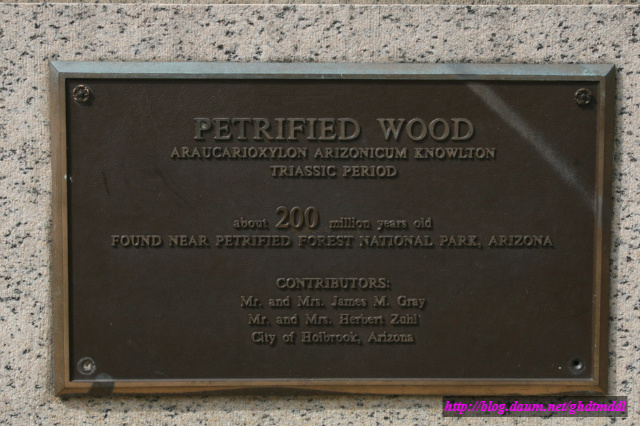 PETRIFIED WOOD
ARAUCARIOXYLON ARIZONICUM KNOWLTON
TRIASSIC PERIOD
about 200 million years old
FOUND NEAR PETRIFIED FOREST NATIONAL PARK, ARIZONA
CONTRIBUTORS:
Mr. and Mrs. James M. Gray
Mr. and Mrs. Herbert Zuhl
City of Holbrook, Arizona
http://blog.daum.net/ghdtmddl